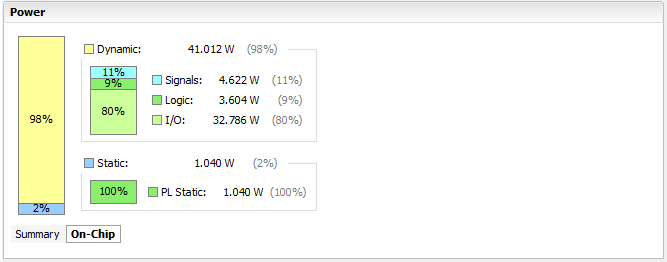 Power
98%
2%
Dynamic: 41.012 W (98%)
11%
9%
80%
Signals: 4.622 W (11%)
Logic: 3.604 W (9%)
I/O: 32.786 W (80%)
Static: 1.040 W (2%)
100%
PL Static: 1.040 W (100%)
Summary On-Chip